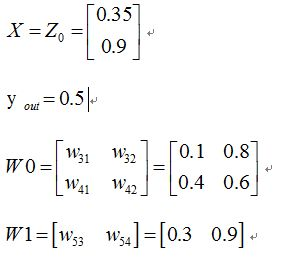 X = Z₀ = [0.35; 0.9]
y out = 0.5
W0 = [w₃₁ w₃₂; w₄₁ w₄₂] = [0.1 0.8; 0.4 0.6]
W1 = [w₅₃ w₅₄] = [0.3 0.9]